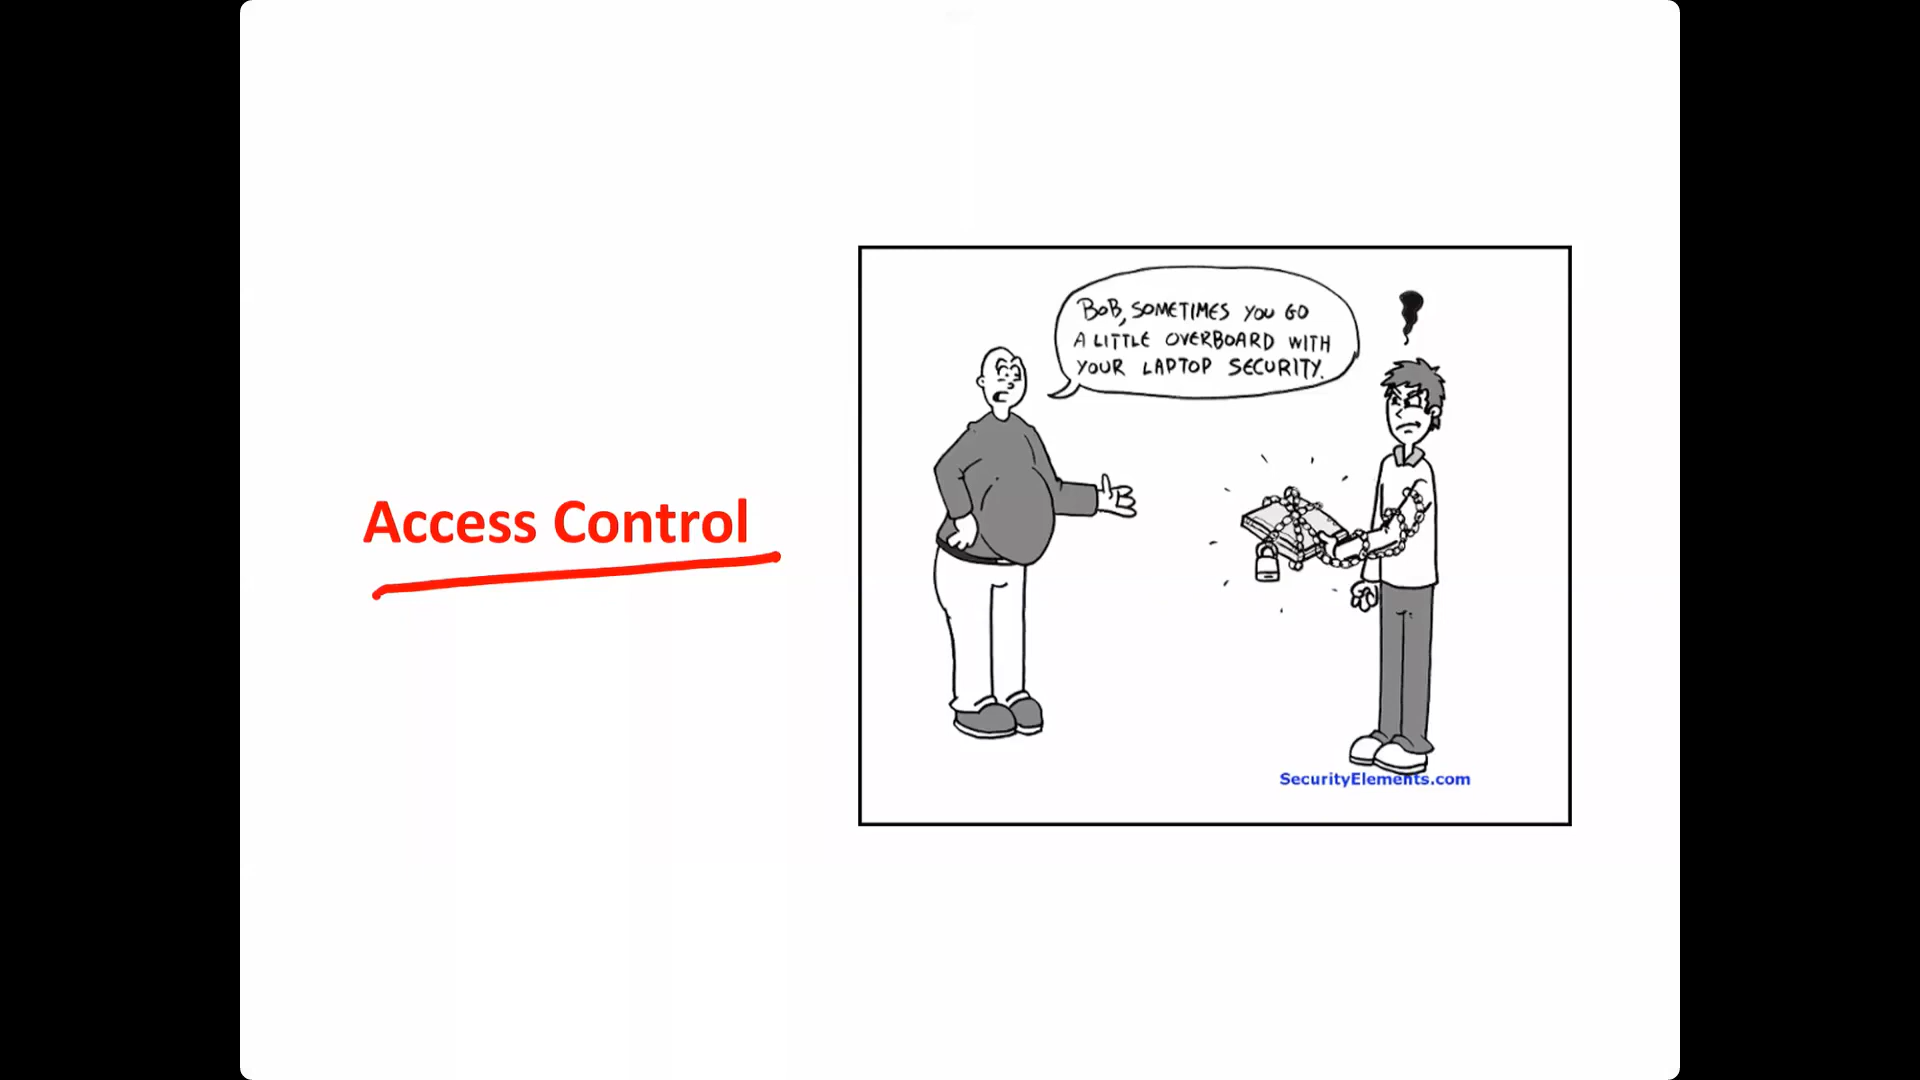 Access Control
BOB, SOMETIMES YOU GO
A LITTLE OVERBOARD WITH
YOUR LAPTOP SECURITY.
SecurityElements.com